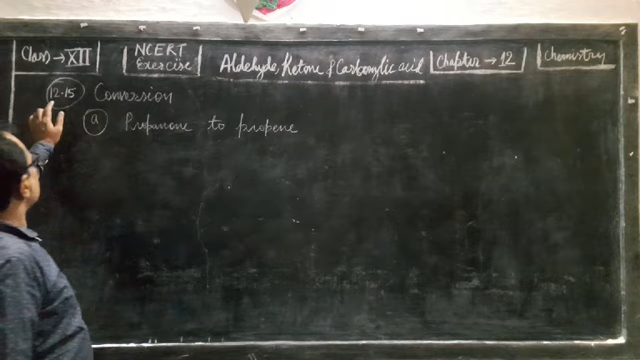 Class → XII
NCERT
Exercise
Aldehyde, Ketone & Carboxylic acid
Chapter → 12
Chemistry
12.15 Conversion
a Propanone to propene